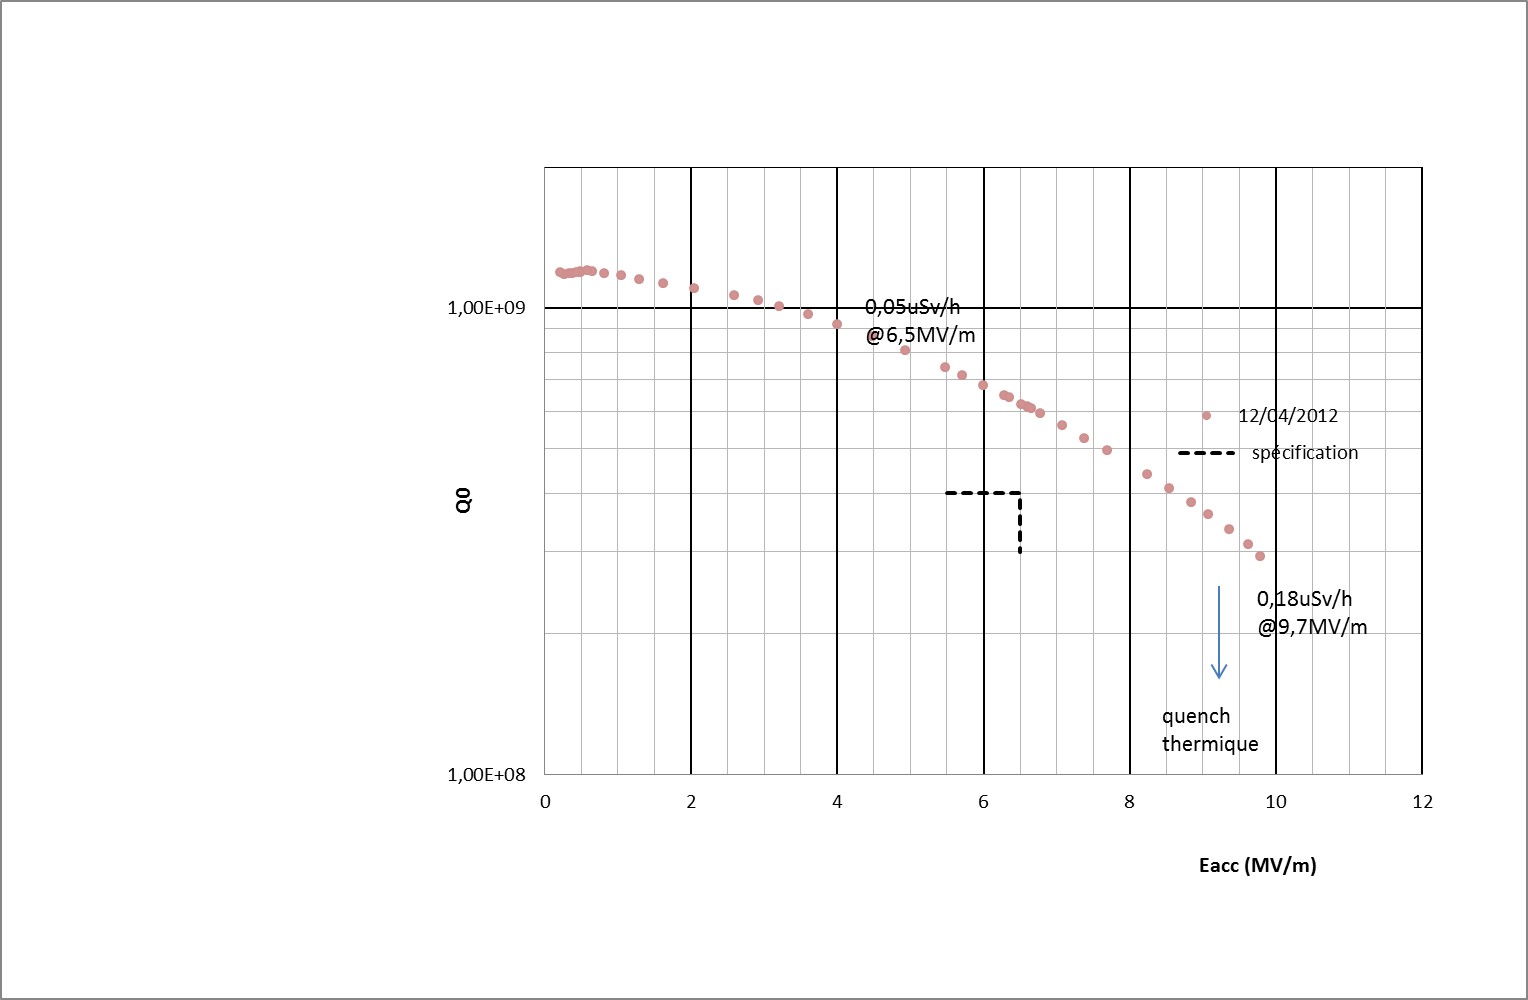 1,00E+09
0,05uSv/h
@6,5MV/m
12/04/2012
spécification
Q0
0,18uSv/h
@9,7MV/m
quench
thermique
1,00E+08
0 2 4 6 8 10 12
Eacc (MV/m)